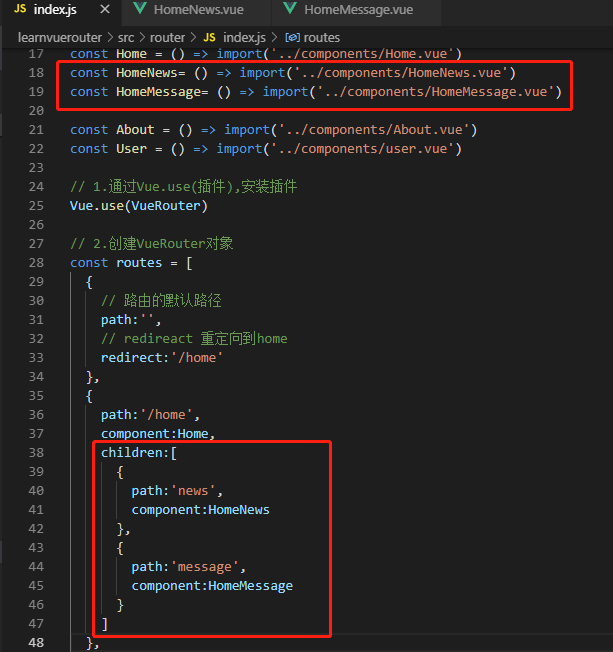 JS index.js × HomeNews.vue HomeMessage.vue
learnvuerouter > src > router > JS index.js > routes
17 const Home = () => import('../components/Home.vue')
18 const HomeNews= () => import('../components/HomeNews.vue')
19 const HomeMessage= () => import('../components/HomeMessage.vue')
20
21 const About = () => import('../components/About.vue')
22 const User = () => import('../components/user.vue')
23
24 // 1.通过Vue.use(插件),安装插件
25 Vue.use(VueRouter)
26
27 // 2.创建VueRouter对象
28 const routes = [
29 {
30 // 路由的默认路径
31 path:'',
32 // redireact 重定向到home
33 redirect:'/home'
34 },
35 {
36 path:'/home',
37 component:Home,
38 children:[
39 {
40 path:'news',
41 component:HomeNews
42 },
43 {
44 path:'message',
45 component:HomeMessage
46 }
47 ]
48 },